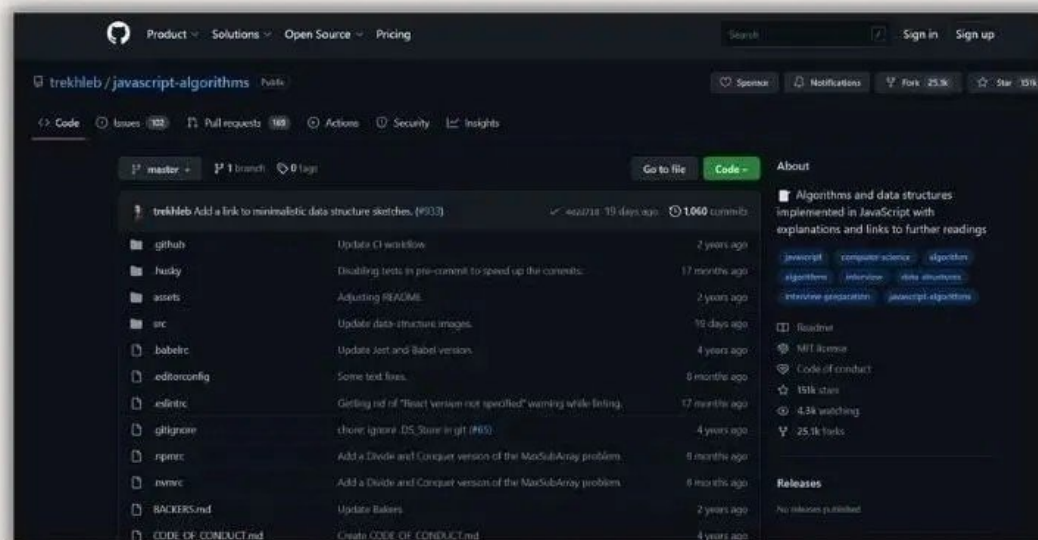 Product Solutions Open Source Pricing Search / Sign in Sign up
trekhleb / javascript-algorithms Public Sponsor Notifications Fork 25.1k Star 151k
Code Issues 102 Pull requests 165 Actions Security Insights
master 1 branch 0 tags Go to file Code
About
Algorithms and data structures
implemented in JavaScript with
explanations and links to further readings
javascript computer-science algorithm
algorithms interview data-structures
interview-preparation javascript-algorithms
Readme
MIT license
Code of conduct
151k stars
4.3k watching
25.1k forks
Releases
No releases published
trekhleb Add a link to minimalistic data structure sketches. (#933) 19 days ago 1,060 commits
.github Update CI workflow 2 years ago
.husky Disabling tests in pre-commit to speed up the commits. 17 months ago
assets Adjusting README. 2 years ago
src Update data-structure images. 19 days ago
.babelrc Update Jest and Babel version. 4 years ago
.editorconfig Some text fixes. 8 months ago
.eslintrc Getting rid of "React version not specified" warning while linting. 17 months ago
.gitignore chore: ignore .DS_Store in git (#65) 4 years ago
.npmrc Add a Divide and Conquer version of the MaxSubArray problem. 8 months ago
.nvmrc Add a Divide and Conquer version of the MaxSubArray problem. 8 months ago
BACKERS.md Update Bakers. 2 years ago
CODE_OF_CONDUCT.md Create CODE_OF_CONDUCT.md 4 years ago